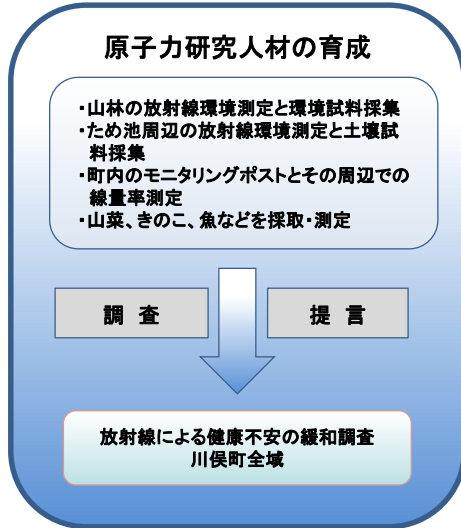 原子力研究人材の育成
・山林の放射線環境測定と環境試料採集
・ため池周辺の放射線環境測定と土壌試
料採集
・町内のモニタリングポストとその周辺での
線量率測定
・山菜、きのこ、魚などを採取・測定
調 査
提 言
放射線による健康不安の緩和調査
川俣町全域